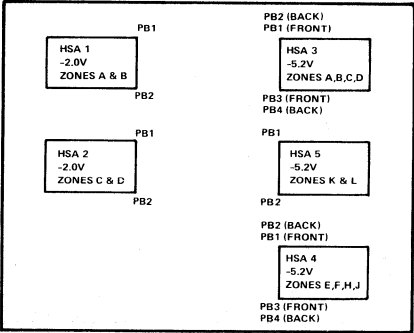 PB1
HSA 1
-2.0V
ZONES A & B
PB2
PB2 (BACK)
PB1 (FRONT)
HSA 3
-5.2V
ZONES A,B,C,D
PB3 (FRONT)
PB4 (BACK)
PB1
HSA 2
-2.0V
ZONES C & D
PB2
PB1
HSA 5
-5.2V
ZONES K & L
PB2
PB2 (BACK)
PB1 (FRONT)
HSA 4
-5.2V
ZONES E,F,H,J
PB3 (FRONT)
PB4 (BACK)